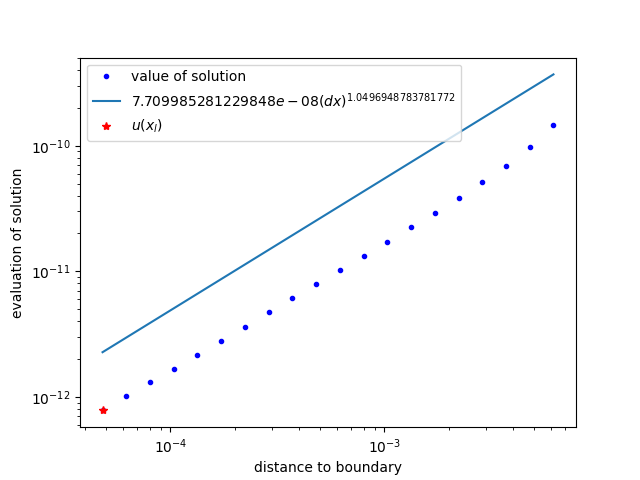 value of solution
7.709985281229848e − 08(dx)^1.0496948783781772
u(x_l)
10^−10
10^−11
10^−12
evaluation of solution
10^−4
10^−3
distance to boundary